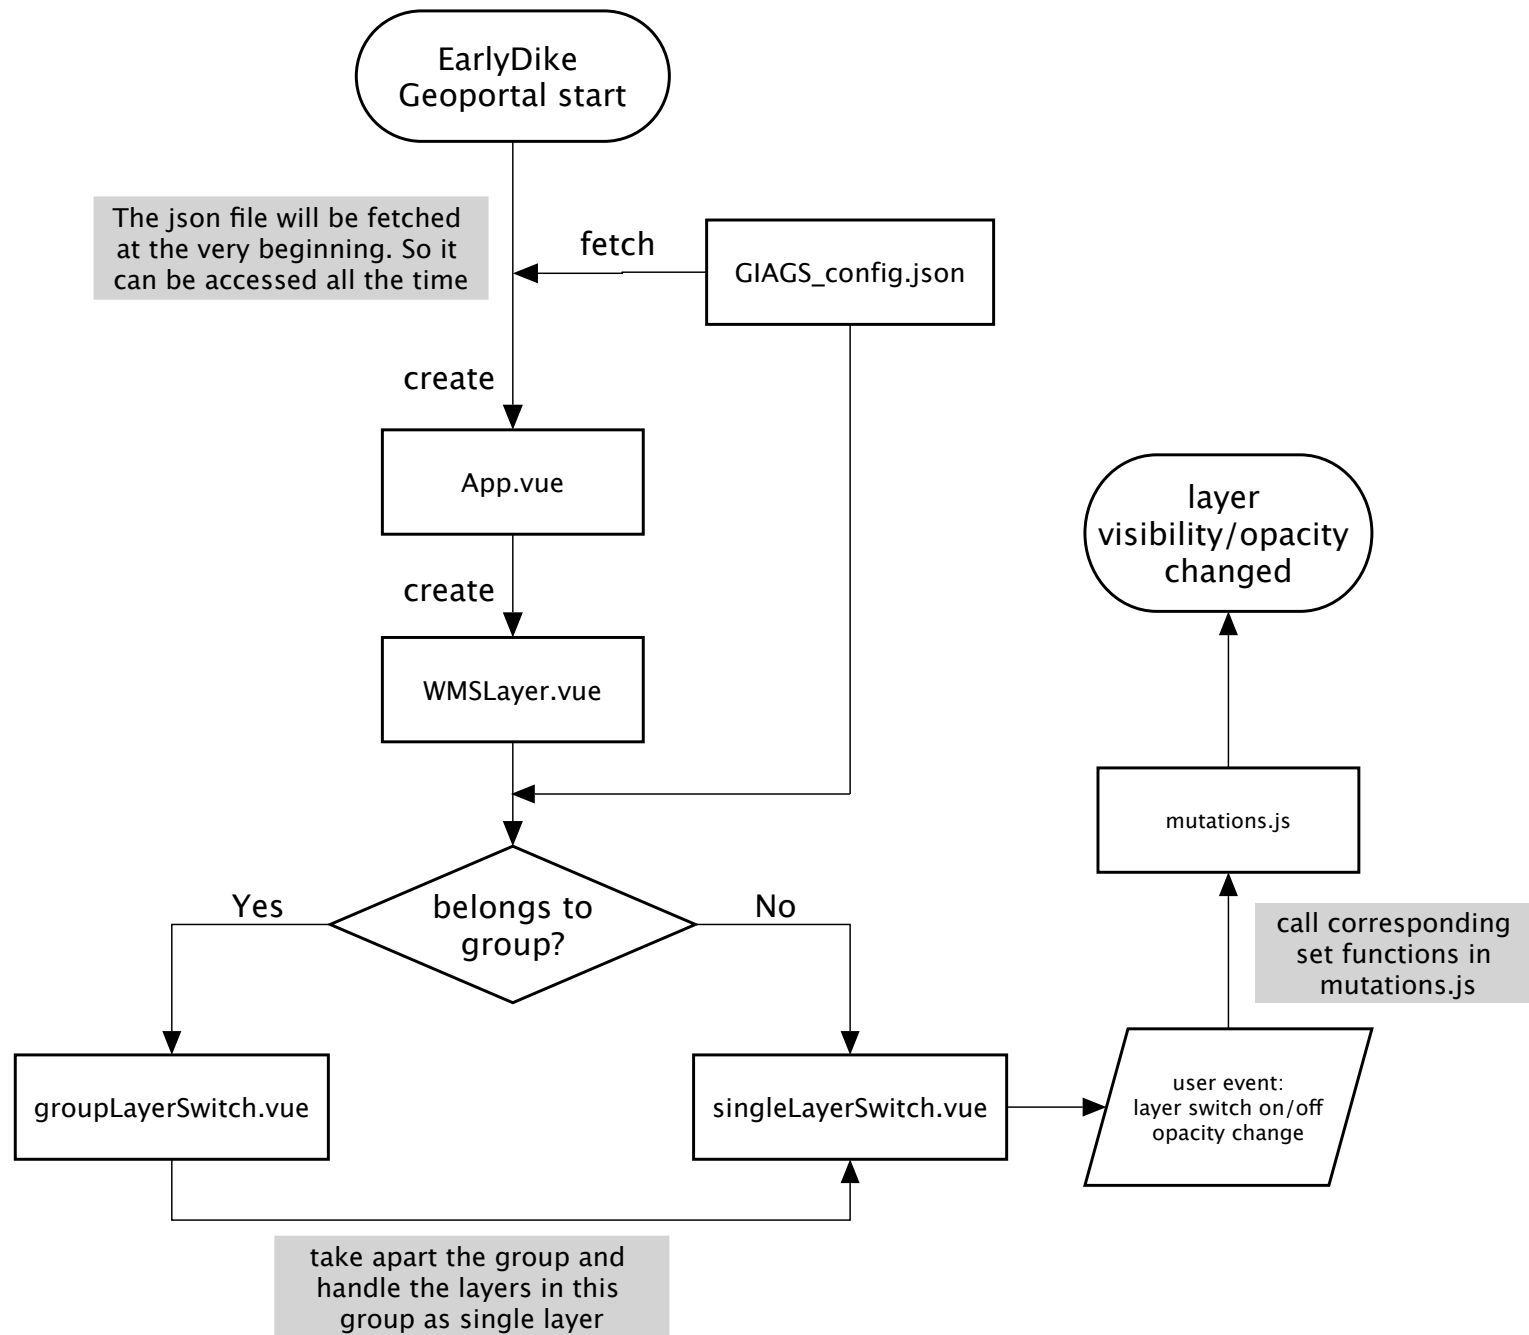 EarlyDike
Geoportal start
The json file will be fetched
at the very beginning. So it
can be accessed all the time
fetch
GIAGS_config.json
create
App.vue
create
WMSLayer.vue
layer
visibility/opacity
changed
mutations.js
Yes
belongs to
group?
No
call corresponding
set functions in
mutations.js
groupLayerSwitch.vue
singleLayerSwitch.vue
user event:
layer switch on/off
opacity change
take apart the group and
handle the layers in this
group as single layer